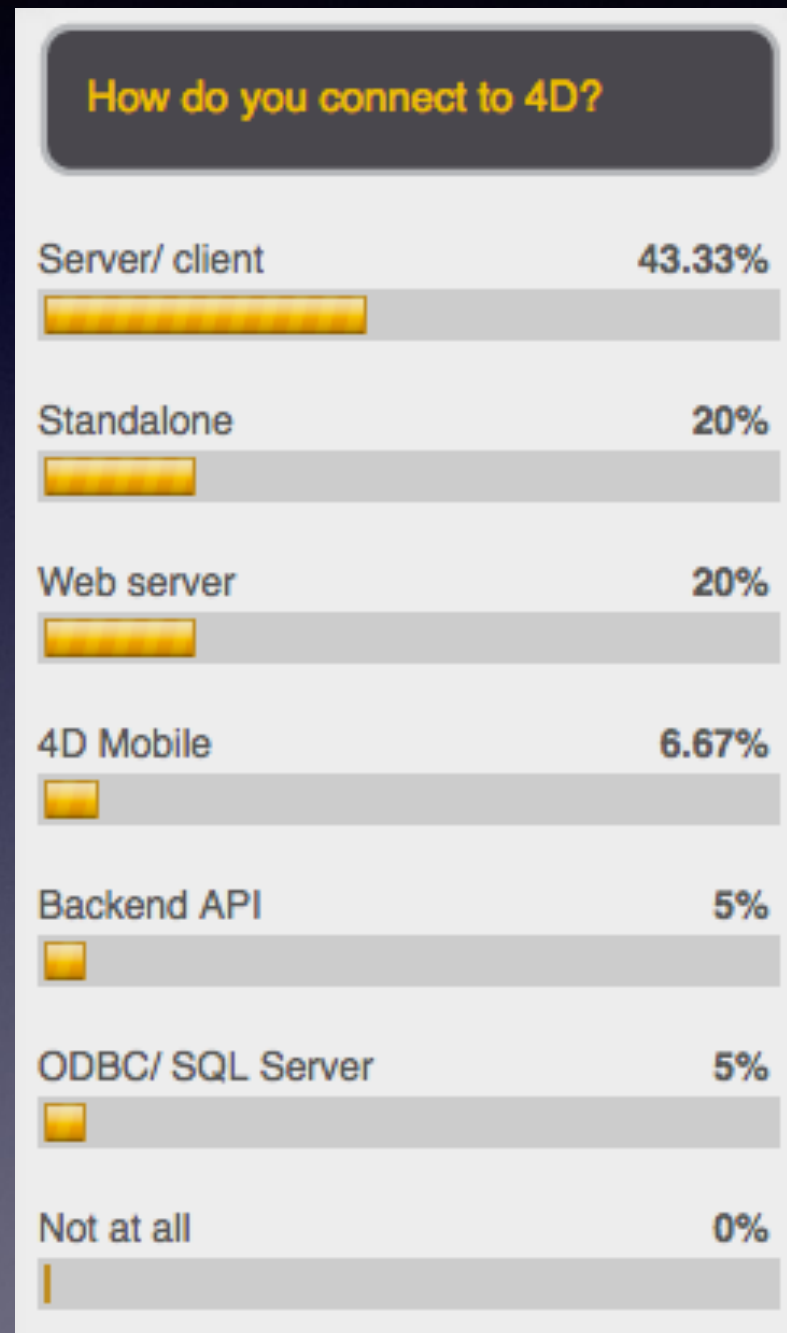 How do you connect to 4D?
Server/ client 43.33%
Standalone 20%
Web server 20%
4D Mobile 6.67%
Backend API 5%
ODBC/ SQL Server 5%
Not at all 0%